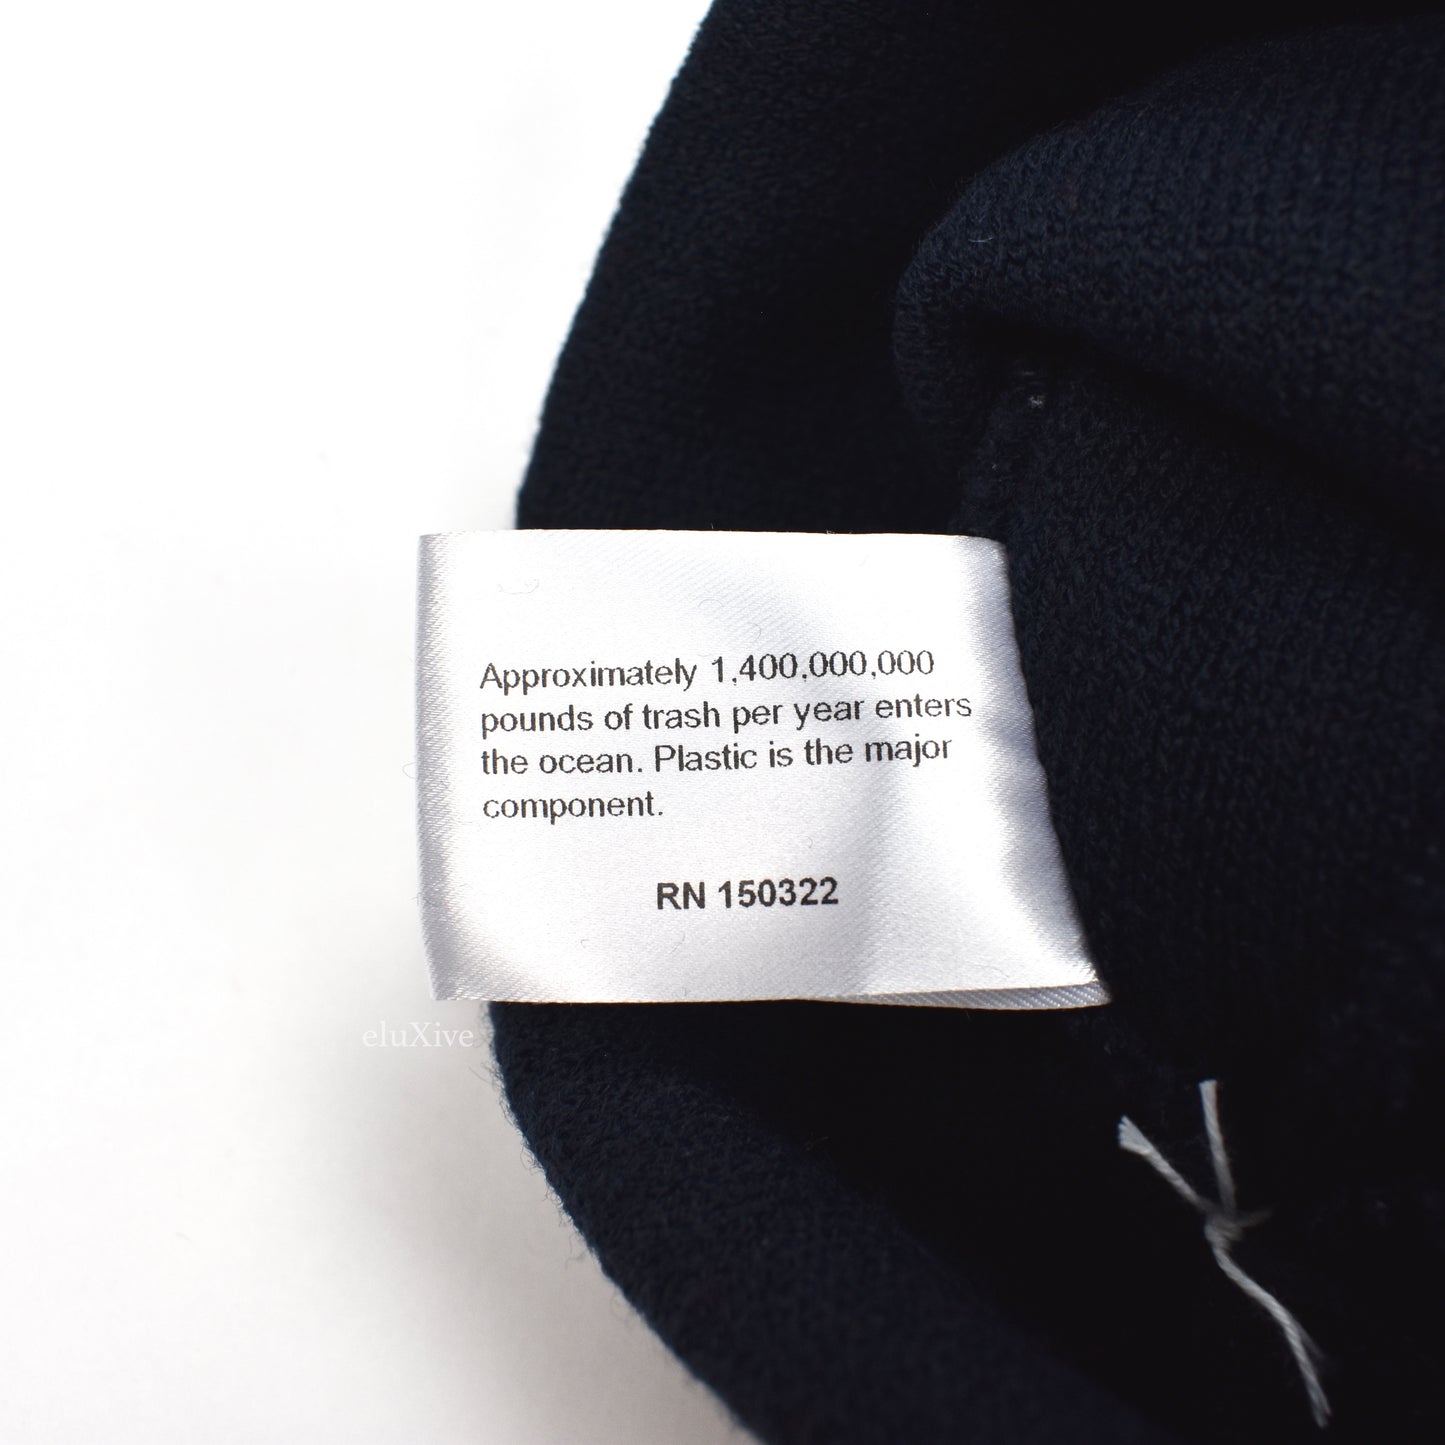 Approximately 1,400,000,000
pounds of trash per year enters
the ocean. Plastic is the major
component.
RN 150322
eluXive